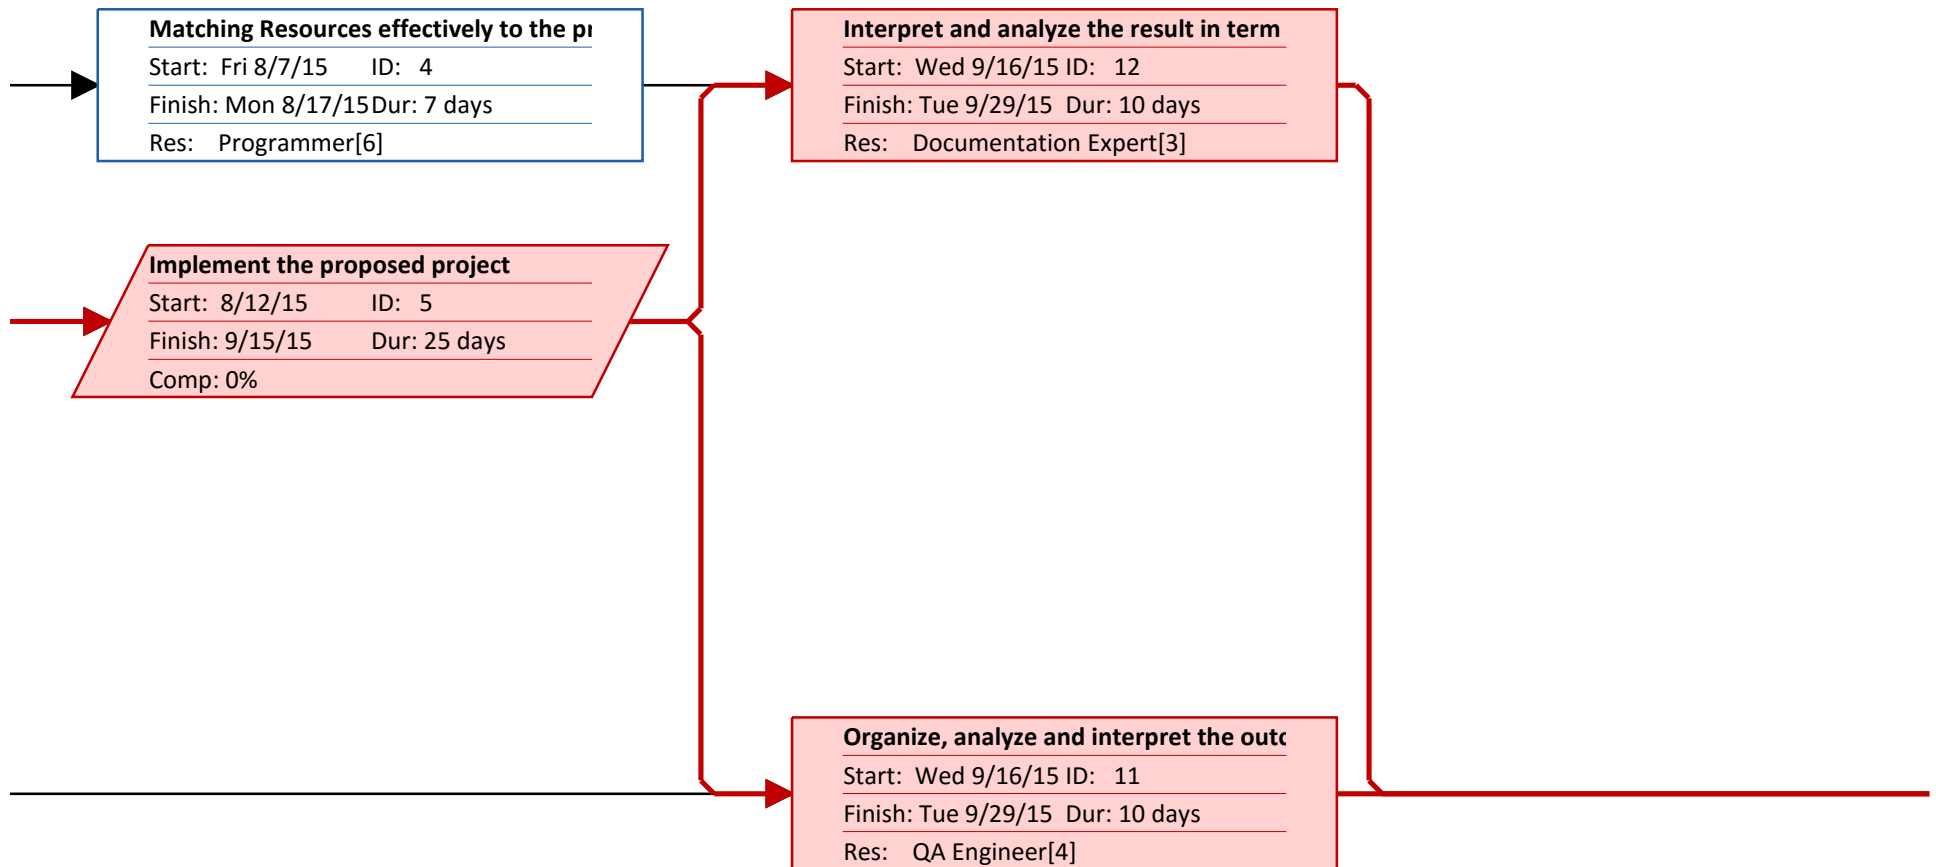 Matching Resources effectively to the pr
Start: Fri 8/7/15 ID: 4
Finish: Mon 8/17/15 Dur: 7 days
Res: Programmer[6]
Interpret and analyze the result in term
Start: Wed 9/16/15 ID: 12
Finish: Tue 9/29/15 Dur: 10 days
Res: Documentation Expert[3]
Implement the proposed project
Start: 8/12/15 ID: 5
Finish: 9/15/15 Dur: 25 days
Comp: 0%
Organize, analyze and interpret the outc
Start: Wed 9/16/15 ID: 11
Finish: Tue 9/29/15 Dur: 10 days
Res: QA Engineer[4]